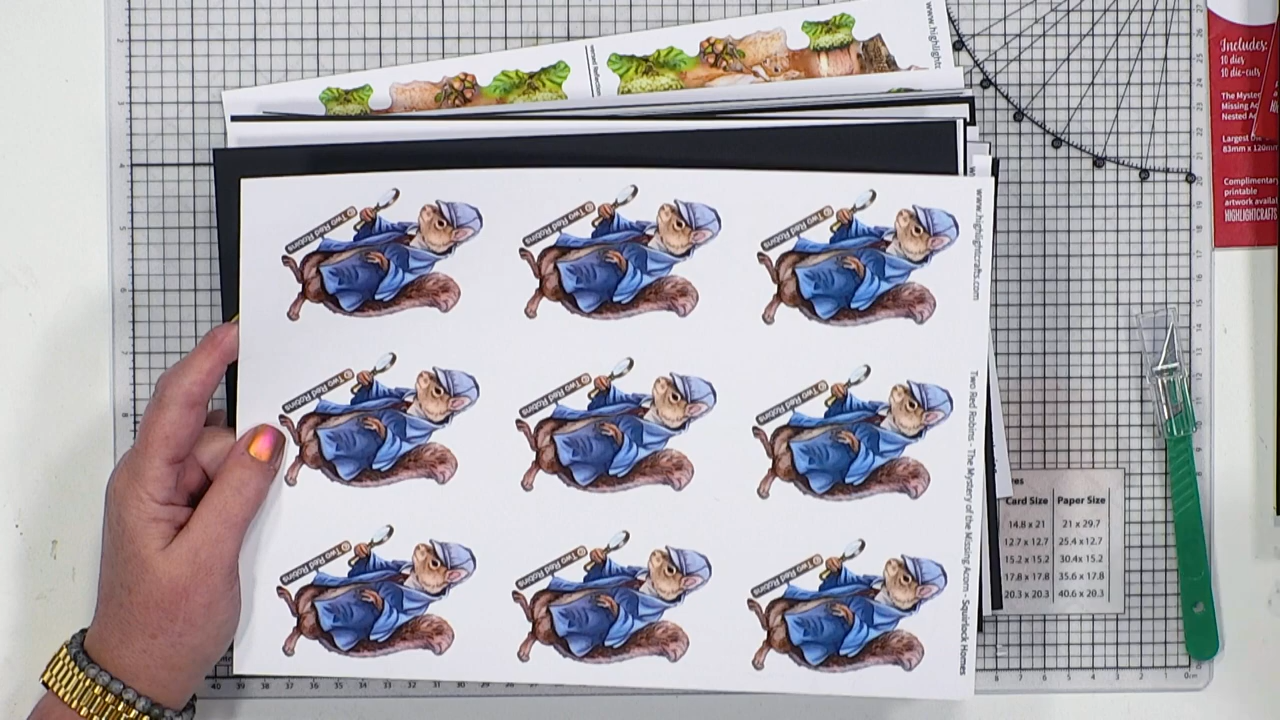 Includes:
10 dies
10 die-cuts
The Myste
Missing Ac
Nested Ac
Largest
83mm x 120mm
Complimentar
printable
artwork availa
HIGHLIGHTCRAFTS
www.highlight
www.highlightcrafts.com
Two Red Robins - The Mystery of the Missing Acorn - Squirlock Homes
© Two Red Robins
© Two Red Robins
© Two Red Robins
© Two Red Robins
© Two Red Robins
© Two Red Robins
© Two Red Robins
© Two Red Robins
© Two Red Robins
res
Card Size Paper Size
14.8 x 21 21 x 29.7
12.7 x 12.7 25.4 x 12.7
15.2 x 15.2 30.4 x 15.2
17.8 x 17.8 35.6 x 17.8
20.3 x 20.3 40.6 x 20.3